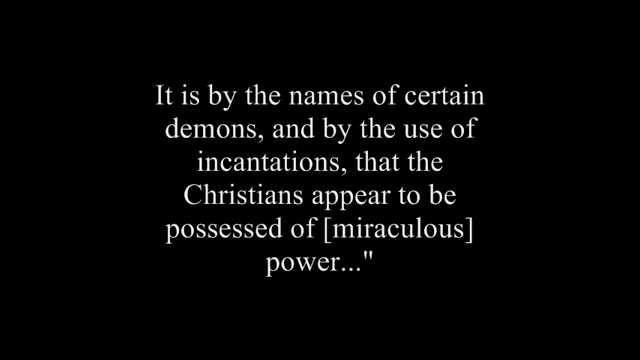 It is by the names of certain
demons, and by the use of
incantations, that the
Christians appear to be
possessed of [miraculous]
power..."